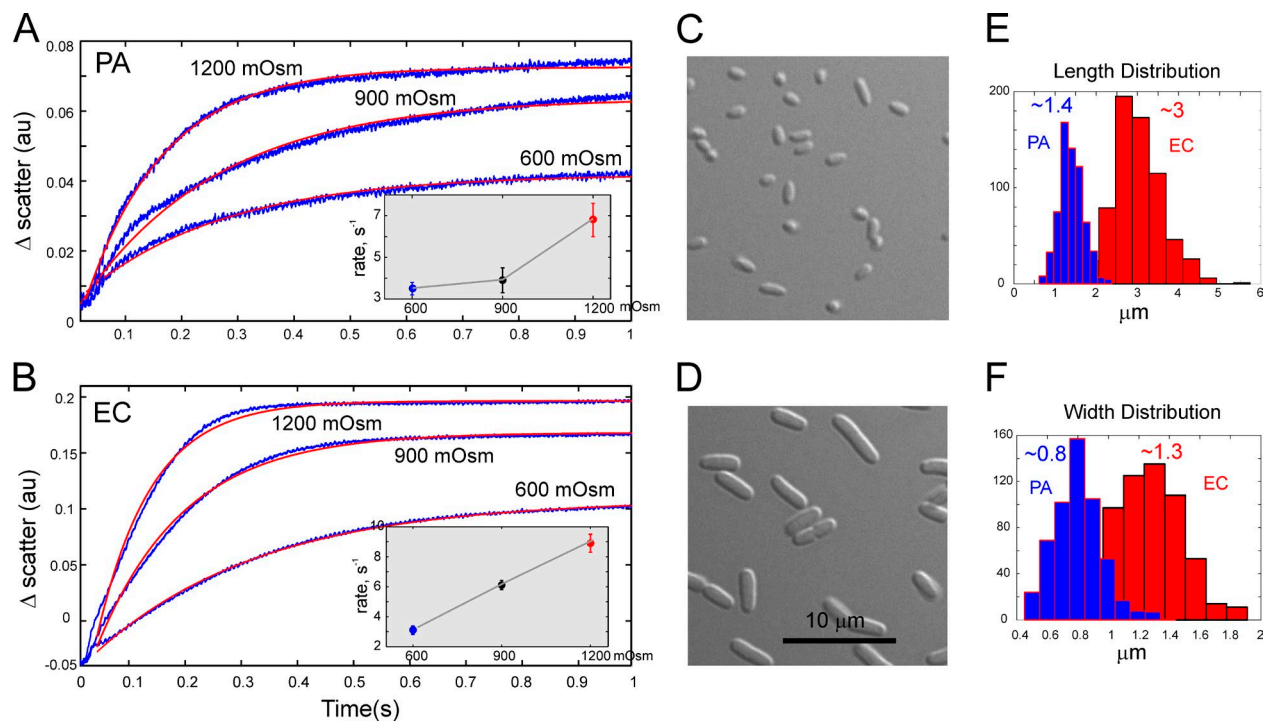 A
PA
1200 mOsm
900 mOsm
600 mOsm
Δ scatter (au)
0.08
0.06
0.04
0.02
0
0.1 0.2 0.3 0.4 0.5 0.6 0.7 0.8 0.9 1
rate, s⁻¹
7
5
3
600 900 1200 mOsm
B
EC
1200 mOsm
900 mOsm
600 mOsm
Δ scatter (au)
0.2
0.15
0.1
0.05
0
-0.05
0 0.1 0.2 0.3 0.4 0.5 0.6 0.7 0.8 0.9 1
Time(s)
rate, s⁻¹
10
8
6
4
2
600 900 1200 mOsm
C
D
10 μm
E
Length Distribution
200
100
0
~1.4
PA
~3
EC
0 1 2 3 4 5 6
μm
F
Width Distribution
160
120
80
40
0
~0.8
PA
~1.3
EC
0.4 0.6 0.8 1 1.2 1.4 1.6 1.8 2
μm